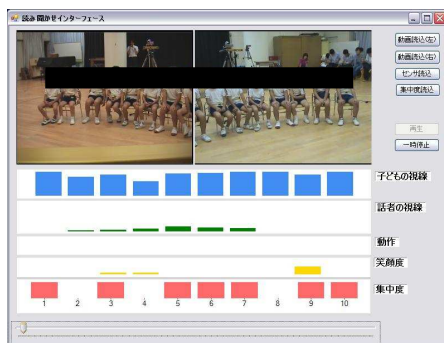 読み聞かせインターフェース
動画読込(左)
動画読込(右)
センサ読込
集中度読込
再生
一時停止
子どもの視線
話者の視線
動作
笑顔度
集中度
1 2 3 4 5 6 7 8 9 10